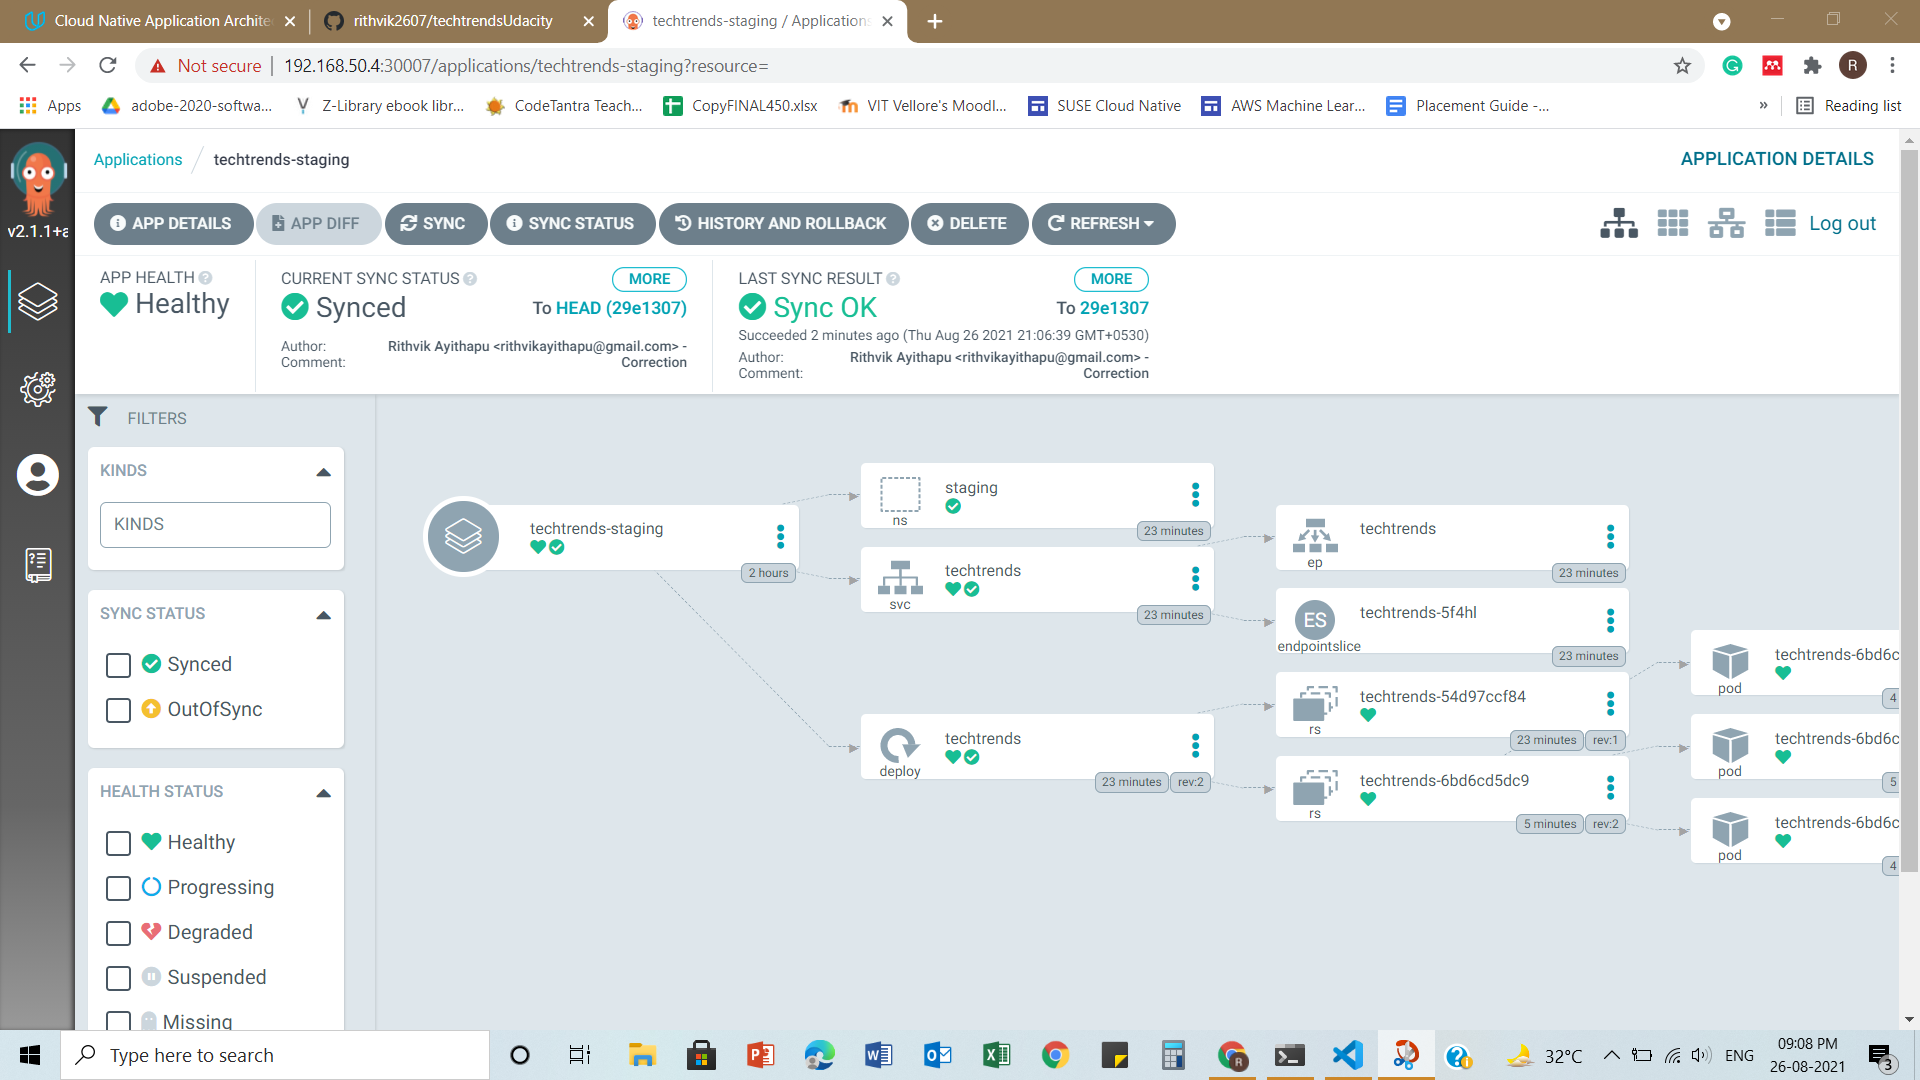 Cloud Native Application Archite
rithvik2607/techtrendsUdacity
techtrends-staging / Applications
Not secure
192.168.50.4:30007/applications/techtrends-staging?resource=
R
Apps
adobe-2020-softwa...
Z-Library ebook libr...
CodeTantra Teach...
CopyFINAL450.xlsx
VIT Vellore's Moodl...
SUSE Cloud Native
AWS Machine Lear...
Placement Guide -...
»
Reading list
v2.1.1+a
Applications / techtrends-staging
APPLICATION DETAILS
APP DETAILS
APP DIFF
SYNC
SYNC STATUS
HISTORY AND ROLLBACK
DELETE
REFRESH
Log out
APP HEALTH
Healthy
CURRENT SYNC STATUS
MORE
Synced
To HEAD (29e1307)
Author: Rithvik Ayithapu <rithvikayithapu@gmail.com> -
Comment: Correction
LAST SYNC RESULT
MORE
Sync OK
To 29e1307
Succeeded 2 minutes ago (Thu Aug 26 2021 21:06:39 GMT+0530)
Author: Rithvik Ayithapu <rithvikayithapu@gmail.com> -
Comment: Correction
FILTERS
KINDS
KINDS
SYNC STATUS
Synced
OutOfSync
HEALTH STATUS
Healthy
Progressing
Degraded
Suspended
Missing
techtrends-staging
2 hours
staging
ns
23 minutes
techtrends
svc
23 minutes
techtrends
deploy
23 minutes
rev:2
techtrends
ep
23 minutes
ES
techtrends-5f4hl
endpointslice
23 minutes
techtrends-54d97ccf84
rs
23 minutes
rev:1
techtrends-6bd6cd5dc9
rs
5 minutes
rev:2
techtrends-6bd6c
pod
4
techtrends-6bd6c
pod
5
techtrends-6bd6c
pod
4
Type here to search
R
32°C
ENG
09:08 PM
26-08-2021
3